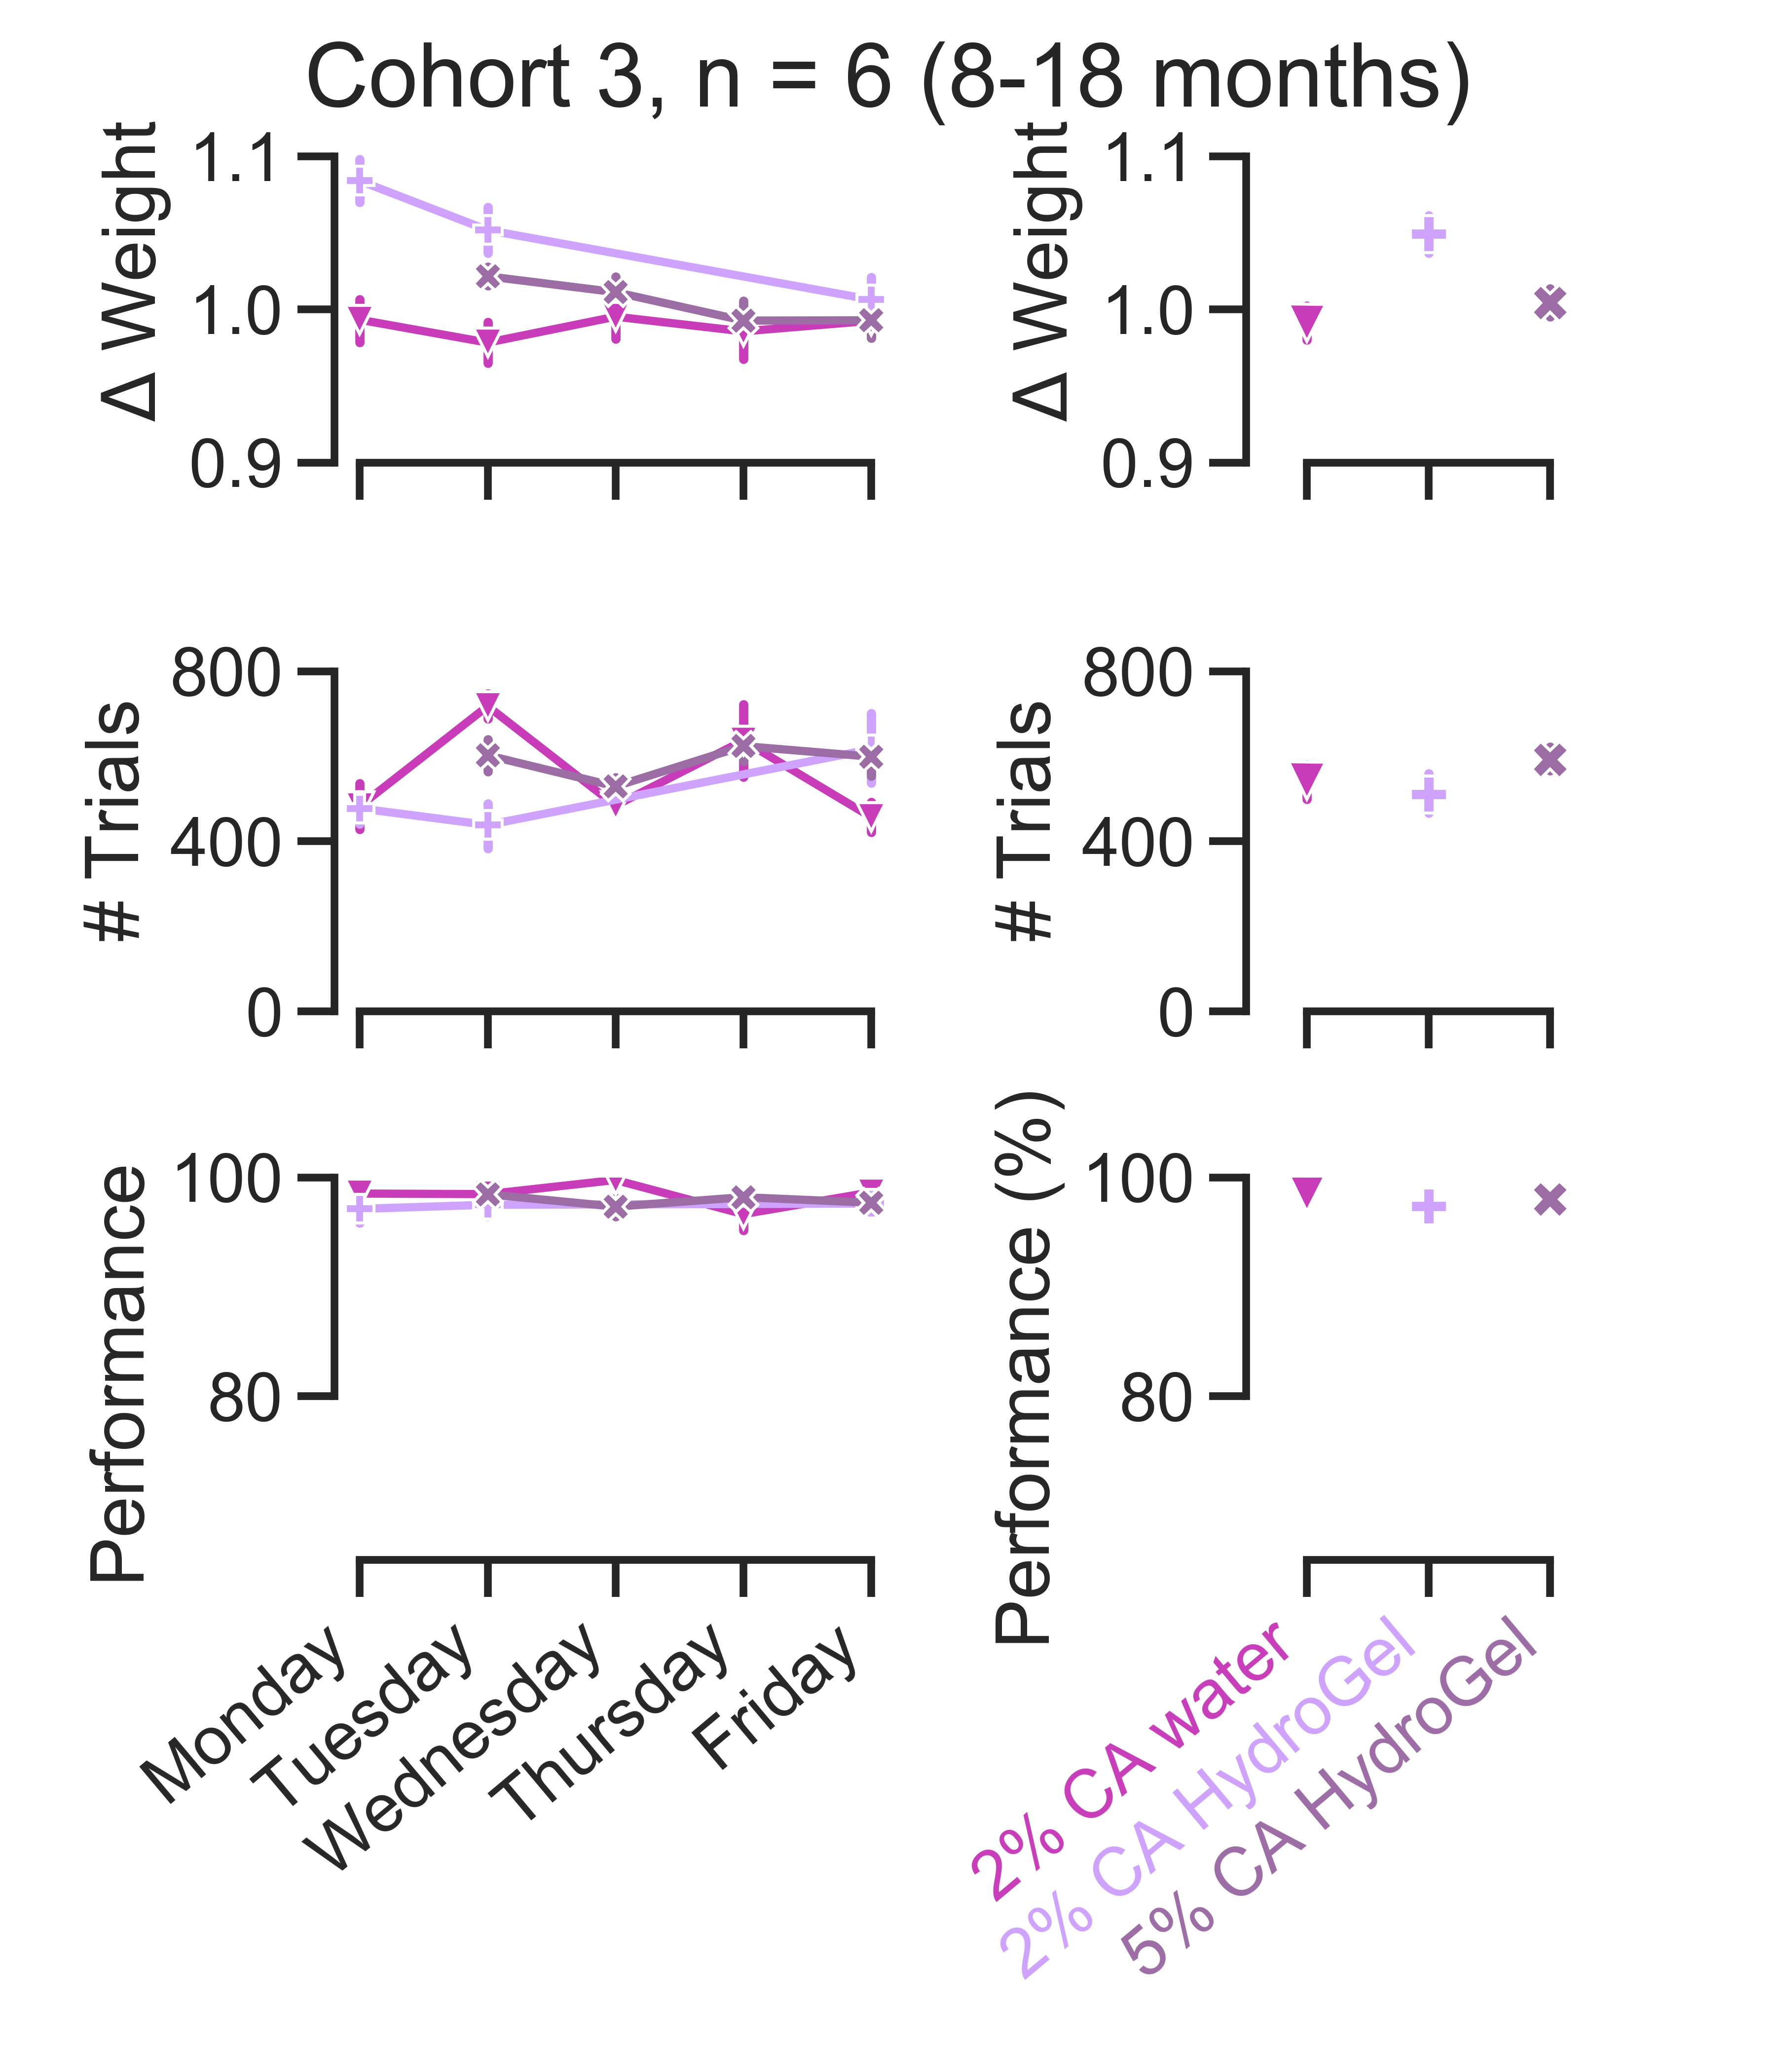 Cohort 3, n = 6 (8-18 months)
Δ Weight
1.1
1.0
0.9
Δ Weight
1.1
1.0
0.9
# Trials
800
400
0
# Trials
800
400
0
Performance
100
80
Performance (%)
100
80
Monday
Tuesday
Wednesday
Thursday
Friday
2% CA water
2% CA HydroGel
5% CA HydroGel